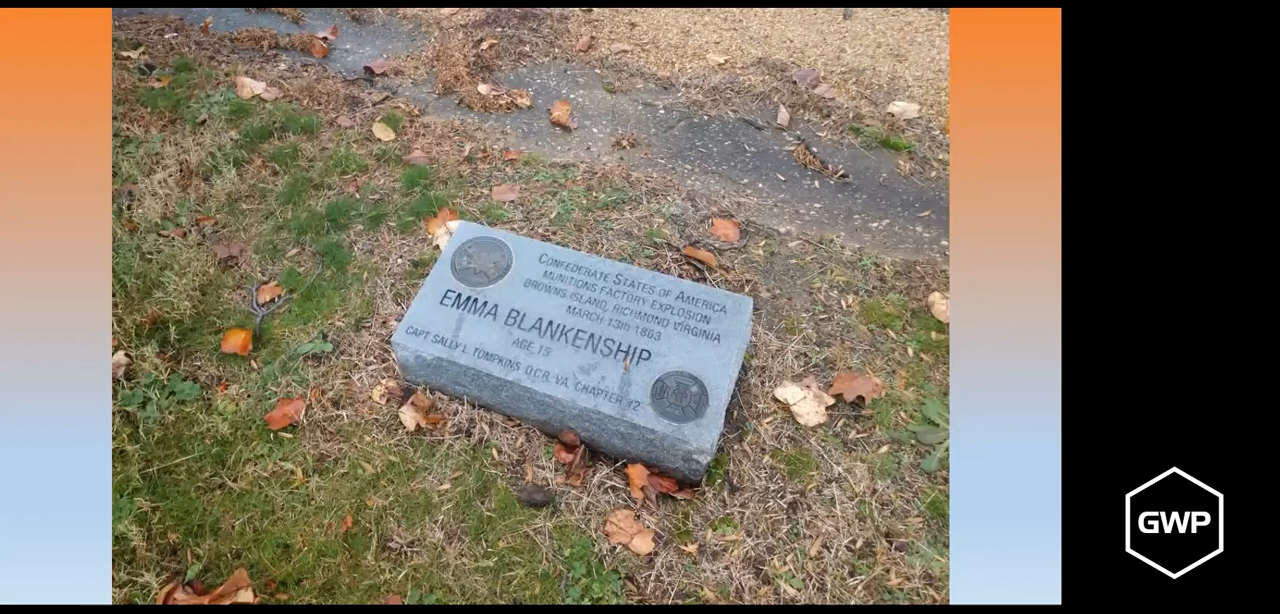 CONFEDERATE STATES OF AMERICA
MUNITIONS FACTORY EXPLOSION
BROWNS ISLAND, RICHMOND VIRGINIA
MARCH 13th 1863
EMMA BLANKENSHIP
AGE 15
CAPT SALLY L. TOMPKINS O.C.R. VA. CHAPTER #2
GWP